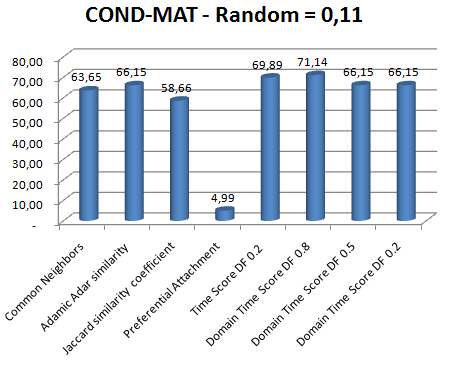 COND-MAT - Random = 0,11
80,00
70,00
60,00
50,00
40,00
30,00
20,00
10,00
-
63,65
66,15
58,66
4,99
69,89
71,14
66,15
66,15
Common Neighbors
Adamic Adar similarity
Jaccard similarity coefficient
Preferential Attachment
Time Score DF 0.2
Domain Time Score DF 0.8
Domain Time Score DF 0.5
Domain Time Score DF 0.2